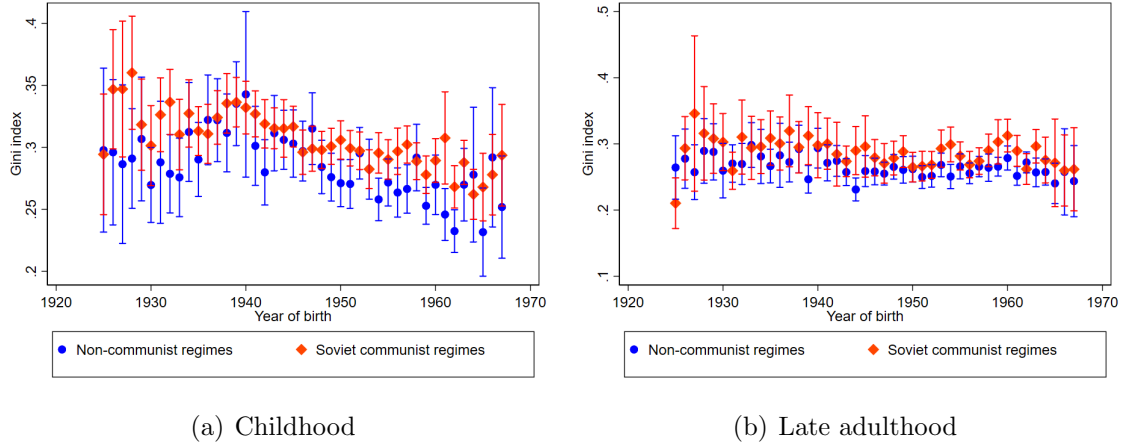 .4
.35
.3
.25
.2
Gini index
1920 1930 1940 1950 1960 1970
Year of birth
Non-communist regimes Soviet communist regimes
(a) Childhood
.5
.4
.3
.2
.1
Gini index
1920 1930 1940 1950 1960 1970
Year of birth
Non-communist regimes Soviet communist regimes
(b) Late adulthood